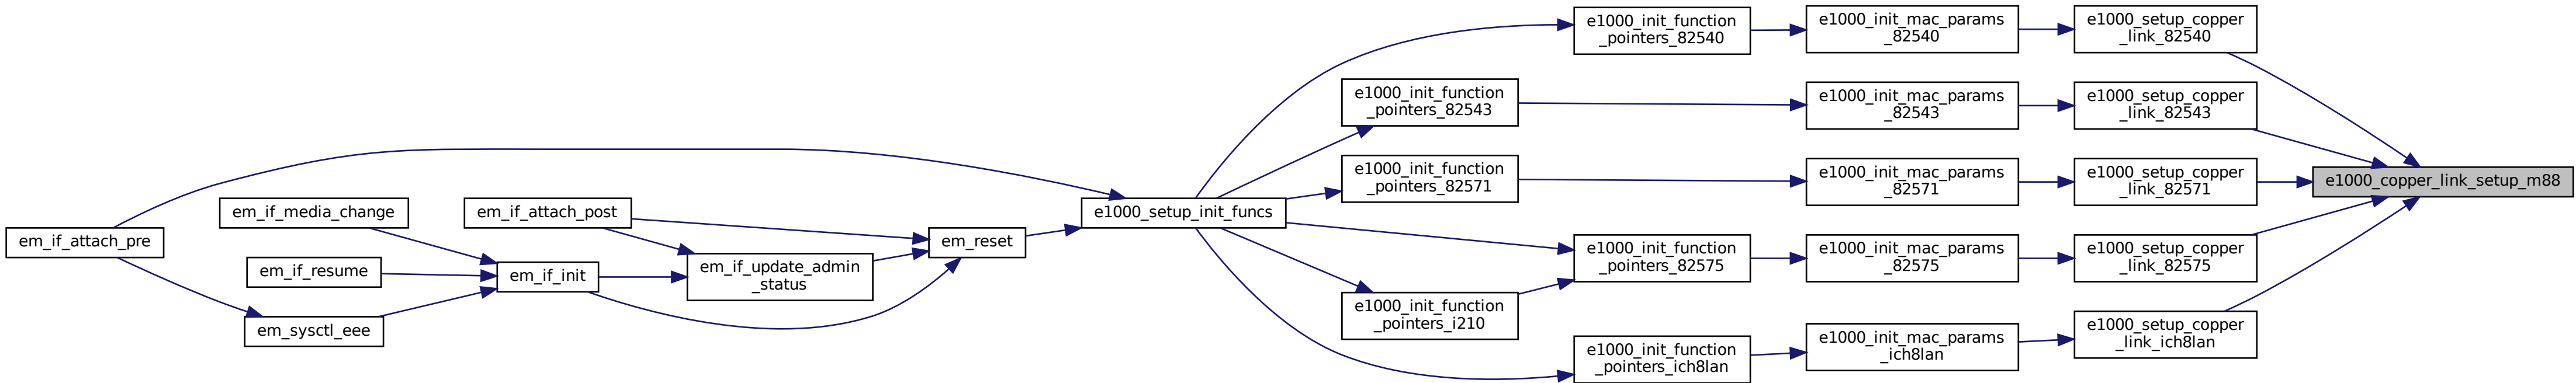 em_if_attach_pre
em_if_media_change
em_if_resume
em_sysctl_eee
em_if_attach_post
em_if_init
em_if_update_admin
_status
em_reset
e1000_setup_init_funcs
e1000_init_function
_pointers_82543
e1000_init_function
_pointers_82571
e1000_init_function
_pointers_i210
e1000_init_function
_pointers_82540
e1000_init_function
_pointers_82575
e1000_init_function
_pointers_ich8lan
e1000_init_mac_params
_82540
e1000_init_mac_params
_82543
e1000_init_mac_params
_82571
e1000_init_mac_params
_82575
e1000_init_mac_params
_ich8lan
e1000_setup_copper
_link_82540
e1000_setup_copper
_link_82543
e1000_setup_copper
_link_82571
e1000_setup_copper
_link_82575
e1000_setup_copper
_link_ich8lan
e1000_copper_link_setup_m88